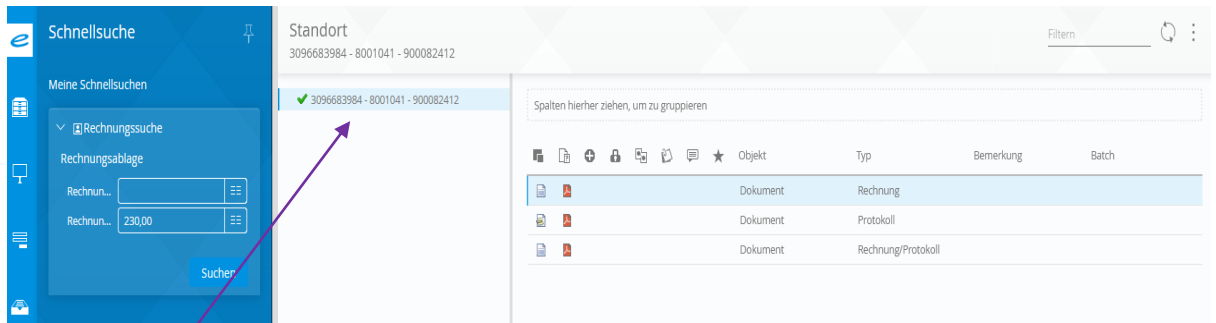 Schnellsuche
Meine Schnellsuchen
Rechnungssuche
Rechnungsablage
Rechnun...
Rechnun... 230,00
Suchen
Standort
3096683984 - 8001041 - 900082412
Filtern
3096683984 - 8001041 - 900082412
Spalten hierher ziehen, um zu gruppieren
Objekt Typ Bemerkung Batch
Dokument Rechnung
Dokument Protokoll
Dokument Rechnung/Protokoll